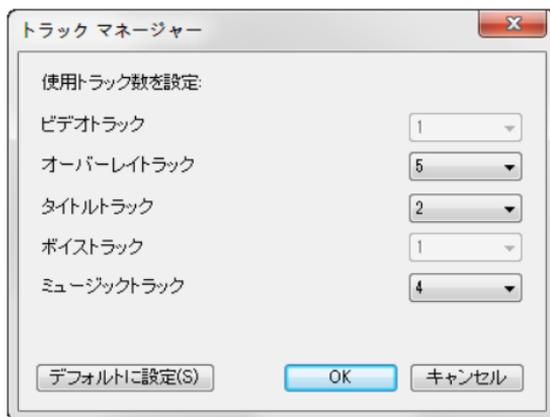 トラック マネージャー
使用トラック数を設定:
ビデオトラック 1
オーバーレイトラック 5
タイトルトラック 2
ボイストラック 1
ミュージックトラック 4
デフォルトに設定(S) OK キャンセル